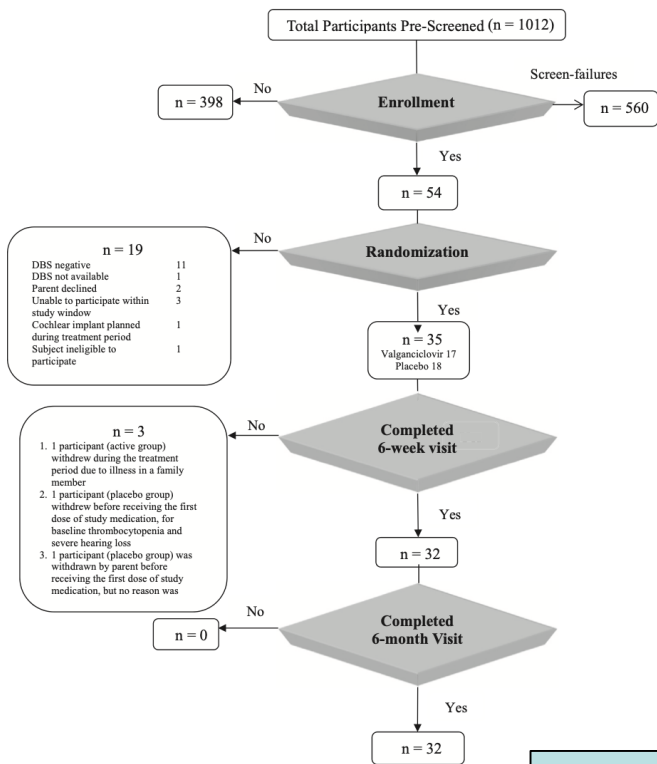 Total Participants Pre-Screened (n = 1012)
Screen-failures
No
n = 398
Enrollment
n = 560
Yes
n = 54
n = 19
DBS negative 11
DBS not available 1
Parent declined 2
Unable to participate within 3
study window
Cochlear implant planned 1
during treatment period
Subject ineligible to 1
participate
No
Randomization
Yes
n = 35
Valganciclovir 17
Placebo 18
n = 3
1. 1 participant (active group)
withdrew during the treatment
period due to illness in a family
member
2. 1 participant (placebo group)
withdrew before receiving the first
dose of study medication, for
baseline thrombocytopenia and
severe hearing loss
3. 1 participant (placebo group) was
withdrawn by parent before
receiving the first dose of study
medication, but no reason was
No
Completed
6-week visit
Yes
n = 32
No
n = 0
Completed
6-month Visit
Yes
n = 32